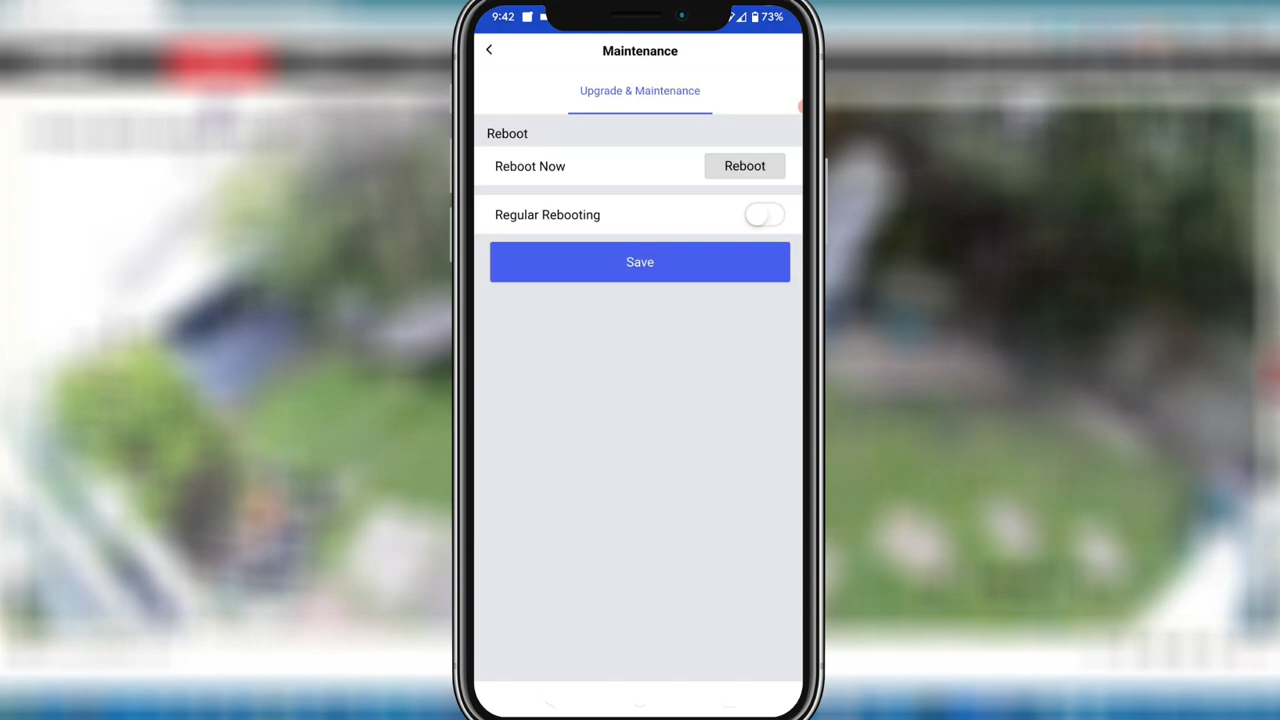 9:42 73%
Maintenance
Upgrade & Maintenance
Reboot
Reboot Now Reboot
Regular Rebooting
Save